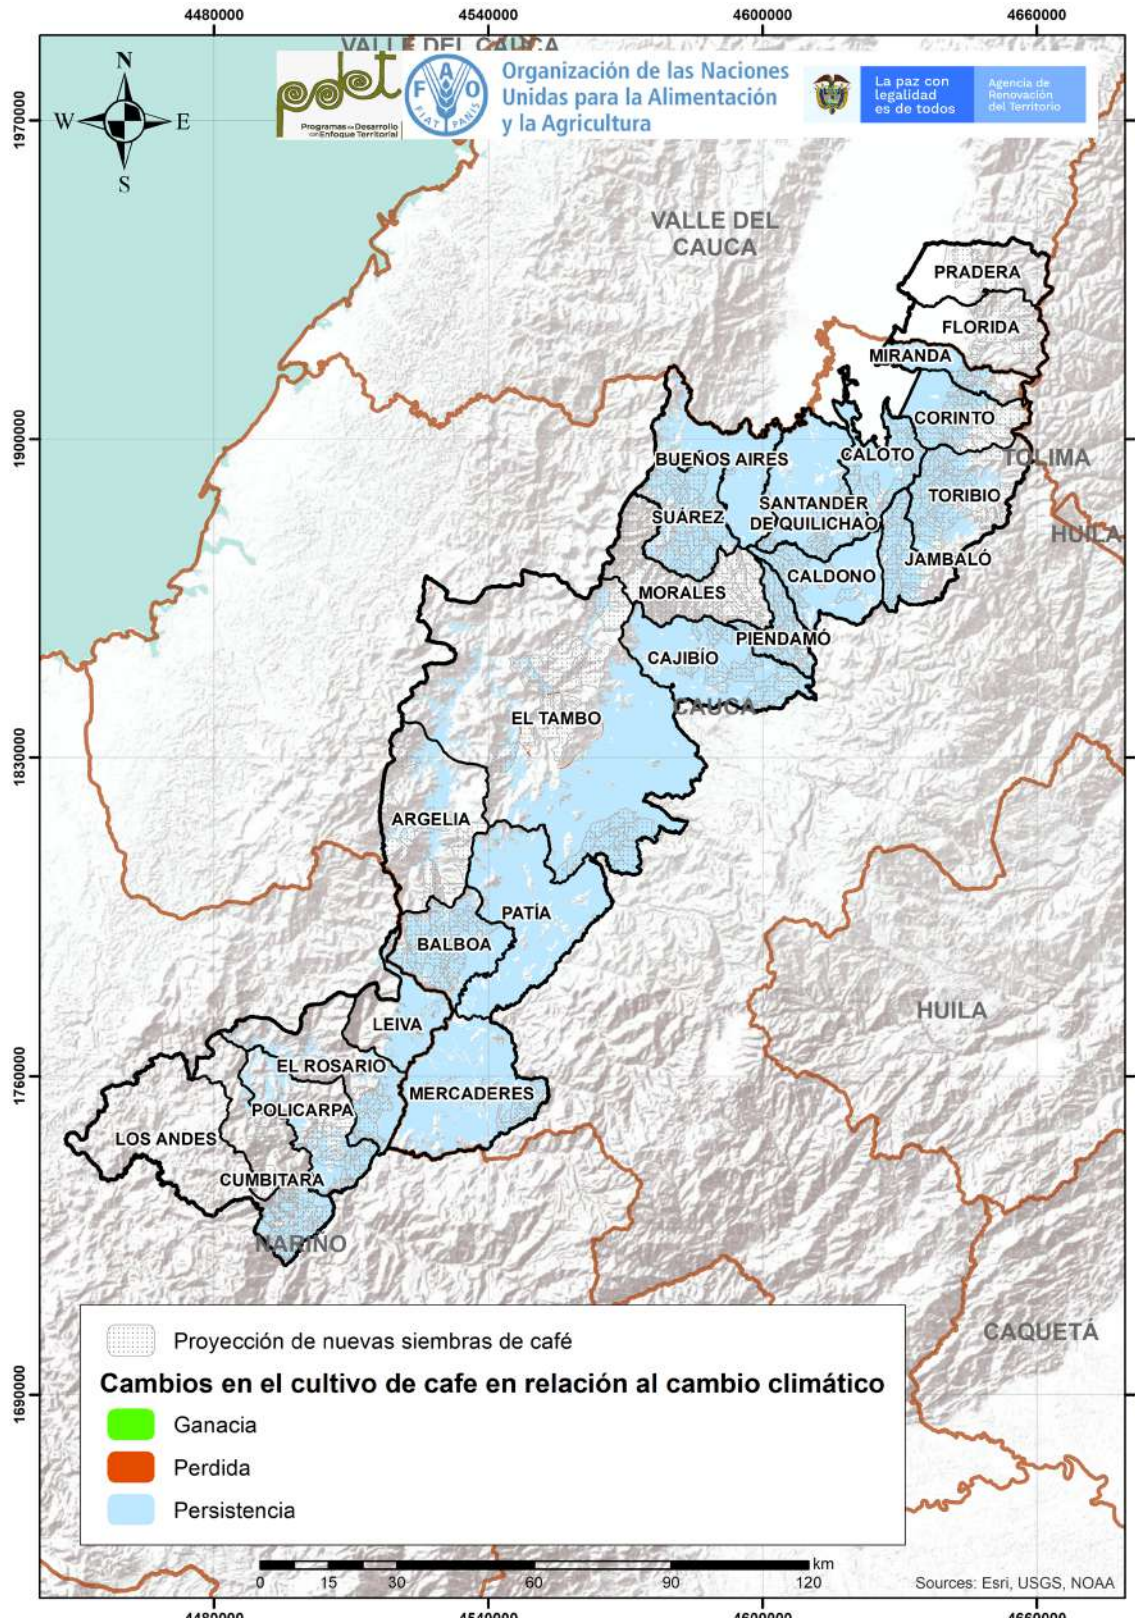 4480000 4540000 4600000 4660000
VALLE DEL CAUCA
N
W E
S
pdet
Programas de Desarrollo
con Enfoque Territorial
F A O
FIAT PANIS
Organización de las Naciones
Unidas para la Alimentación
y la Agricultura
La paz con
legalidad
es de todos
Agencia de
Renovación
del Territorio
1970000
VALLE DEL
CAUCA
PRADERA
FLORIDA
MIRANDA
CORINTO
1900000
BUENOS AIRES
CALOTO
TOLIMA
TORIBIO
SANTANDER
DE QUILICHAO
SUÁREZ
HUILA
JAMBALÓ
CALDONO
MORALES
PIENDAMÓ
CAJIBÍO
CAUCA
EL TAMBO
1830000
ARGELIA
PATÍA
BALBOA
HUILA
LEIVA
EL ROSARIO
1760000
MERCADERES
POLICARPA
LOS ANDES
CUMBITARA
NARIÑO
CAQUETÁ
Proyección de nuevas siembras de café
Cambios en el cultivo de cafe en relación al cambio climático
1690000
Ganacia
Perdida
Persistencia
km
0 15 30 60 90 120
Sources: Esri, USGS, NOAA
4480000 4540000 4600000 4660000